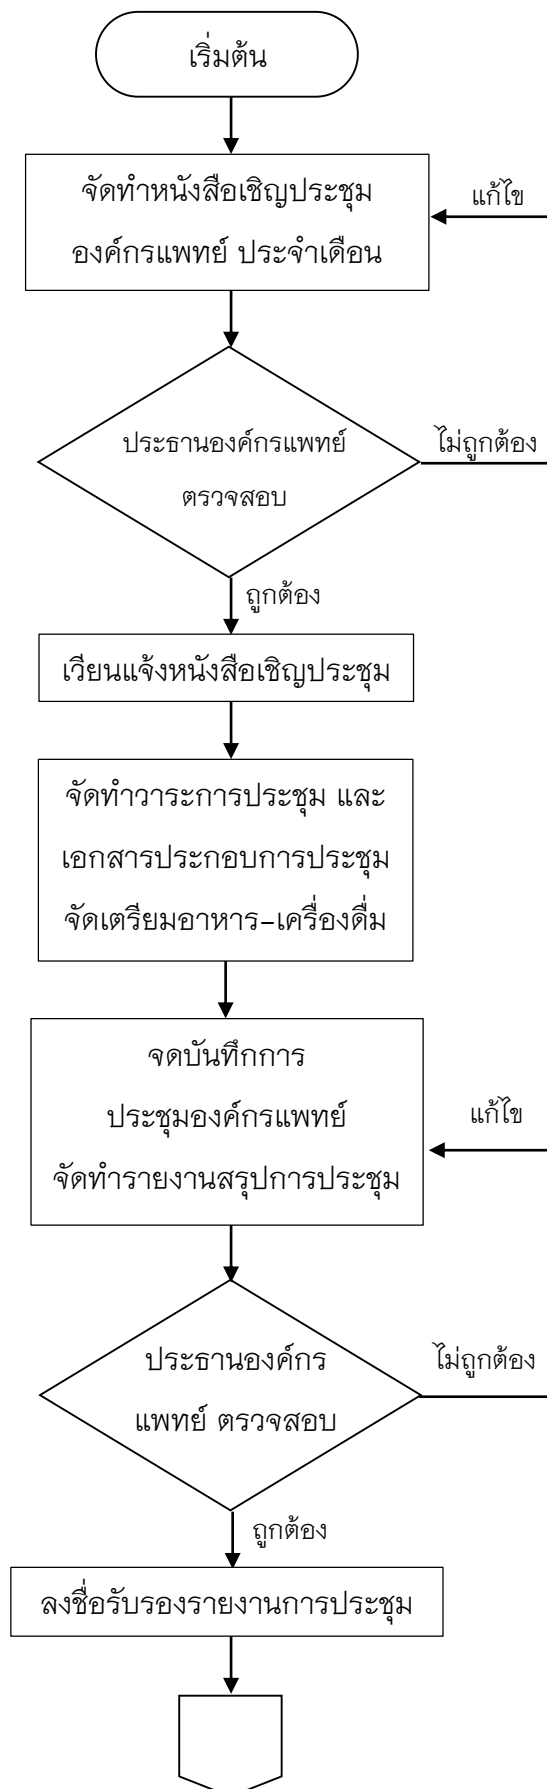 เริ่มต้น
จัดทำหนังสือเชิญประชุม
องค์กรแพทย์ ประจำเดือน
แก้ไข
ประธานองค์กรแพทย์
ตรวจสอบ
ไม่ถูกต้อง
ถูกต้อง
เวียนแจ้งหนังสือเชิญประชุม
จัดทำวาระการประชุม และ
เอกสารประกอบการประชุม
จัดเตรียมอาหาร-เครื่องดื่ม
จดบันทึกการ
ประชุมองค์กรแพทย์
จัดทำรายงานสรุปการประชุม
แก้ไข
ประธานองค์กร
แพทย์ ตรวจสอบ
ไม่ถูกต้อง
ถูกต้อง
ลงชื่อรับรองรายงานการประชุม